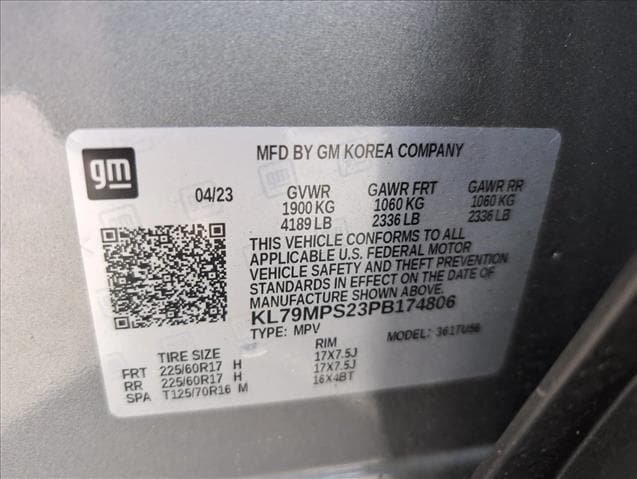 gm
MFD BY GM KOREA COMPANY
04/23 GVWR GAWR FRT GAWR RR
1900 KG 1060 KG 1060 KG
4189 LB 2336 LB 2336 LB
THIS VEHICLE CONFORMS TO ALL
APPLICABLE U.S. FEDERAL MOTOR
VEHICLE SAFETY AND THEFT PREVENTION
STANDARDS IN EFFECT ON THE DATE OF
MANUFACTURE SHOWN ABOVE.
KL79MPS23PB174806
TYPE: MPV MODEL: 361TU56
TIRE SIZE RIM
FRT 225/60R17 H 17X7.5J
RR 225/60R17 H 17X7.5J
SPA T125/70R16 M 16X4BT